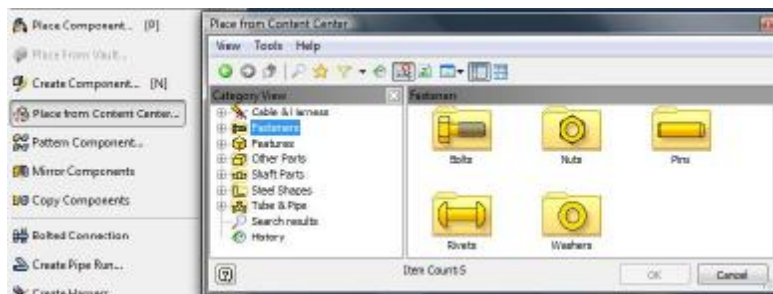 Place Component... [P]
Place From Vault...
Create Component... [N]
Place from Content Center...
Pattern Component...
Mirror Components
Copy Components
Bolted Connection
Create Pipe Run...
Create Harness
Place from Content Center
View Tools Help
Category View
Cable & Harness
Fasteners
Features
Other Parts
Shaft Parts
Steel Shapes
Tube & Pipe
Search results
History
Fasteners
Bolts Nuts Pins
Rivets Washers
Item Count:5
OK Cancel